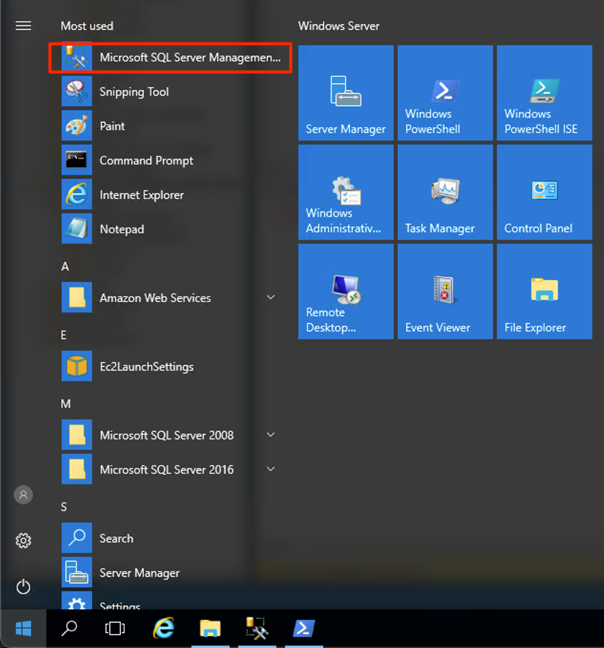 Most used
Microsoft SQL Server Managemen...
Snipping Tool
Paint
Command Prompt
Internet Explorer
Notepad
A
Amazon Web Services
E
Ec2LaunchSettings
M
Microsoft SQL Server 2008
Microsoft SQL Server 2016
S
Search
Server Manager
Settings
Windows Server
Server Manager
Windows
PowerShell
Windows
PowerShell ISE
Windows
Administrativ...
Task Manager
Control Panel
Remote
Desktop...
Event Viewer
File Explorer